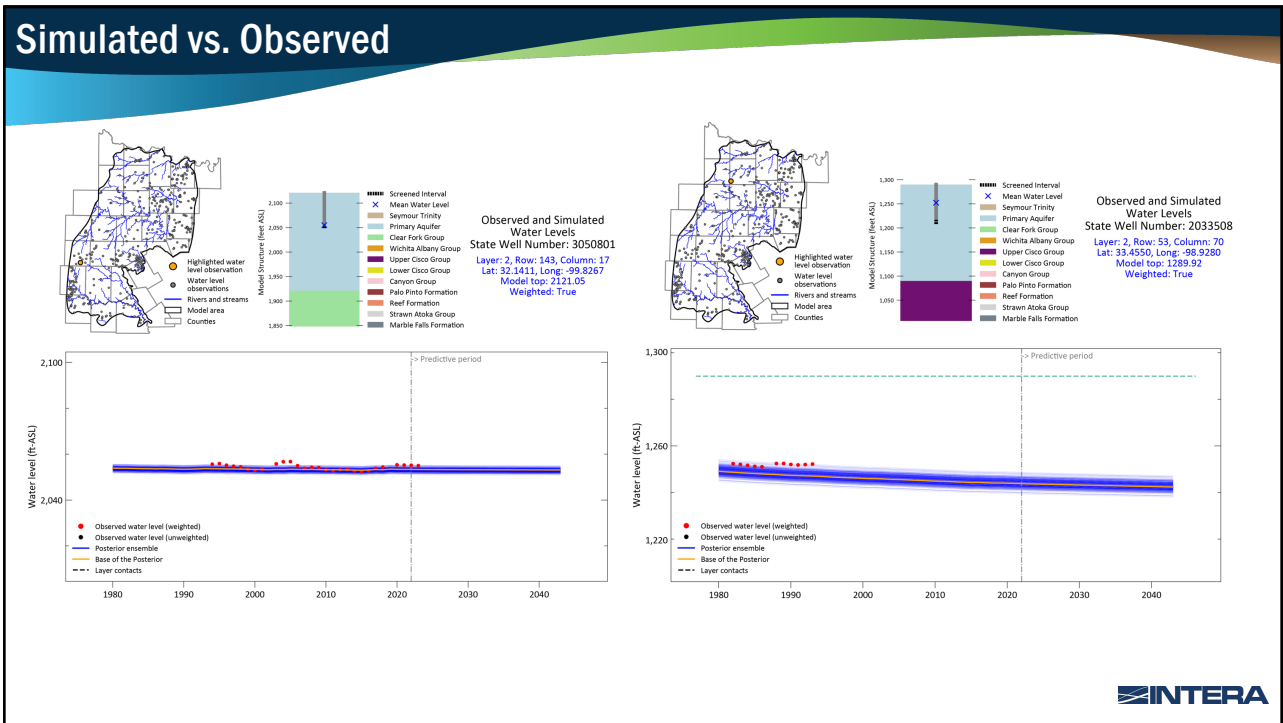 Simulated vs. Observed
Highlighted water
level observation
Water level
observations
Rivers and streams
Model area
Counties
Model Structure (feet ASL)
2,100
2,050
2,000
1,950
1,900
1,850
Screened Interval
Mean Water Level
Seymour Trinity
Primary Aquifer
Clear Fork Group
Wichita Albany Group
Upper Cisco Group
Lower Cisco Group
Canyon Group
Palo Pinto Formation
Reef Formation
Strawn Atoka Group
Marble Falls Formation
Observed and Simulated
Water Levels
State Well Number: 3050801
Layer: 2, Row: 143, Column: 17
Lat: 32.1411, Long: -99.8267
Model top: 2121.05
Weighted: True
Highlighted water
level observation
Water level
observations
Rivers and streams
Model area
Counties
Model Structure (feet ASL)
1,300
1,250
1,200
1,150
1,100
1,050
Screened Interval
Mean Water Level
Seymour Trinity
Primary Aquifer
Clear Fork Group
Wichita Albany Group
Upper Cisco Group
Lower Cisco Group
Canyon Group
Palo Pinto Formation
Reef Formation
Strawn Atoka Group
Marble Falls Formation
Observed and Simulated
Water Levels
State Well Number: 2033508
Layer: 2, Row: 53, Column: 70
Lat: 33.4550, Long: -98.9280
Model top: 1289.92
Weighted: True
Water level (ft-ASL)
2,100
2,040
-> Predictive period
Observed water level (weighted)
Observed water level (unweighted)
Posterior ensemble
Base of the Posterior
Layer contacts
1980 1990 2000 2010 2020 2030 2040
Water level (ft-ASL)
1,300
1,260
1,220
-> Predictive period
Observed water level (weighted)
Observed water level (unweighted)
Posterior ensemble
Base of the Posterior
Layer contacts
1980 1990 2000 2010 2020 2030 2040
INTERA